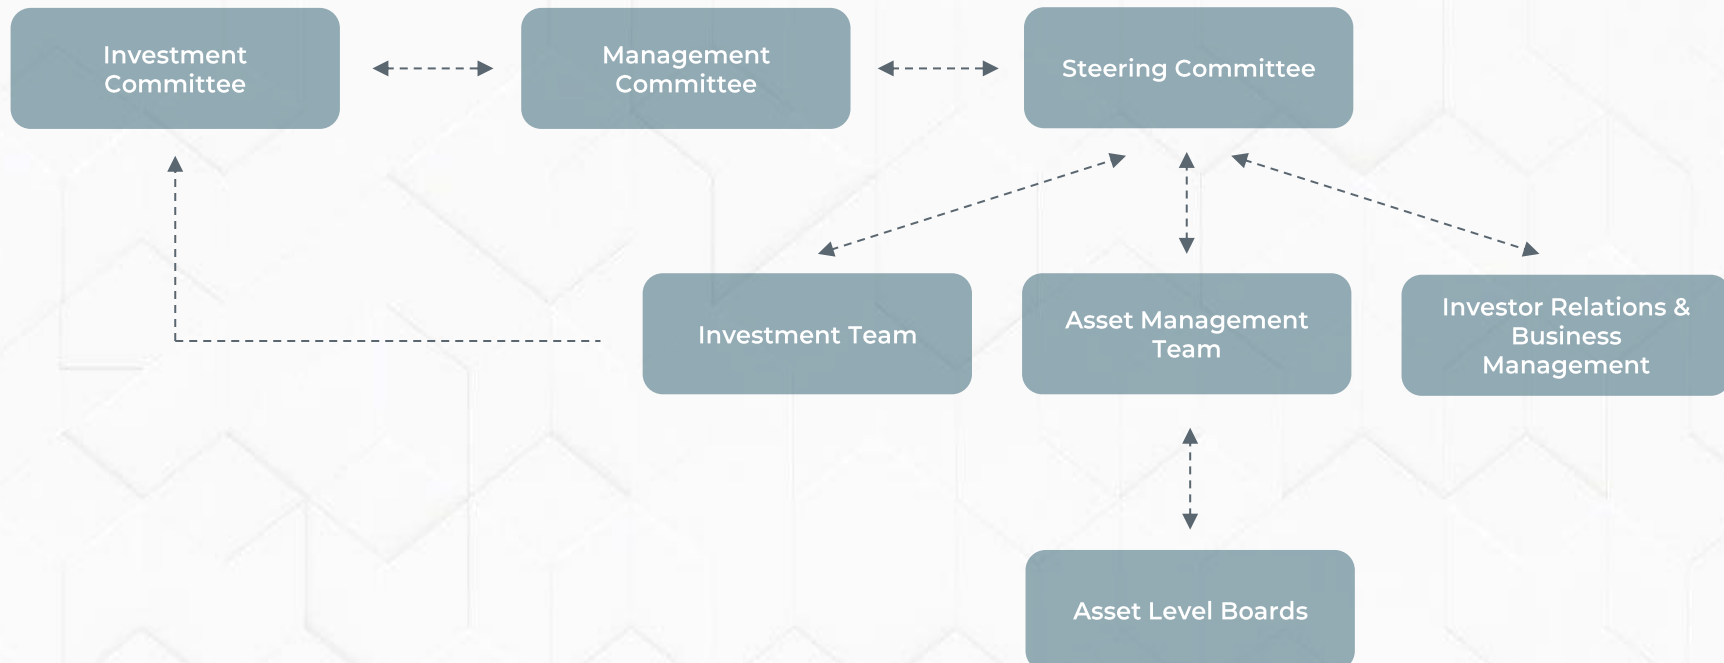 Investment
Committee
Management
Committee
Steering Committee
Investment Team
Asset Management
Team
Investor Relations &
Business
Management
Asset Level Boards